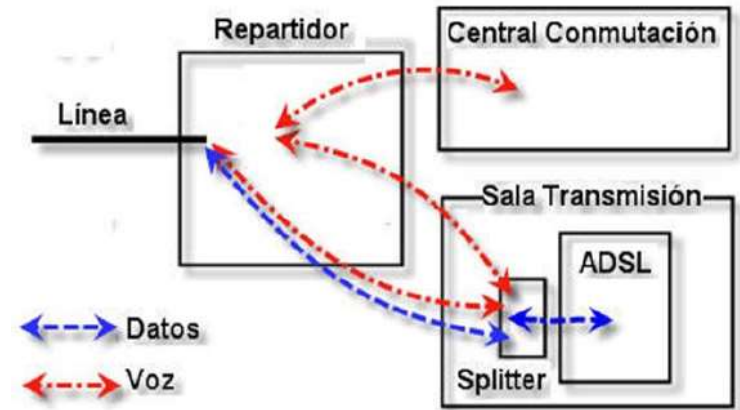 Repartidor
Central Conmutación
Línea
Sala Transmisión
ADSL
Splitter
Datos
Voz